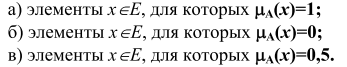 а) элементы x∈E, для которых μA(x)=1;
б) элементы x∈E, для которых μA(x)=0;
в) элементы x∈E, для которых μA(x)=0,5.